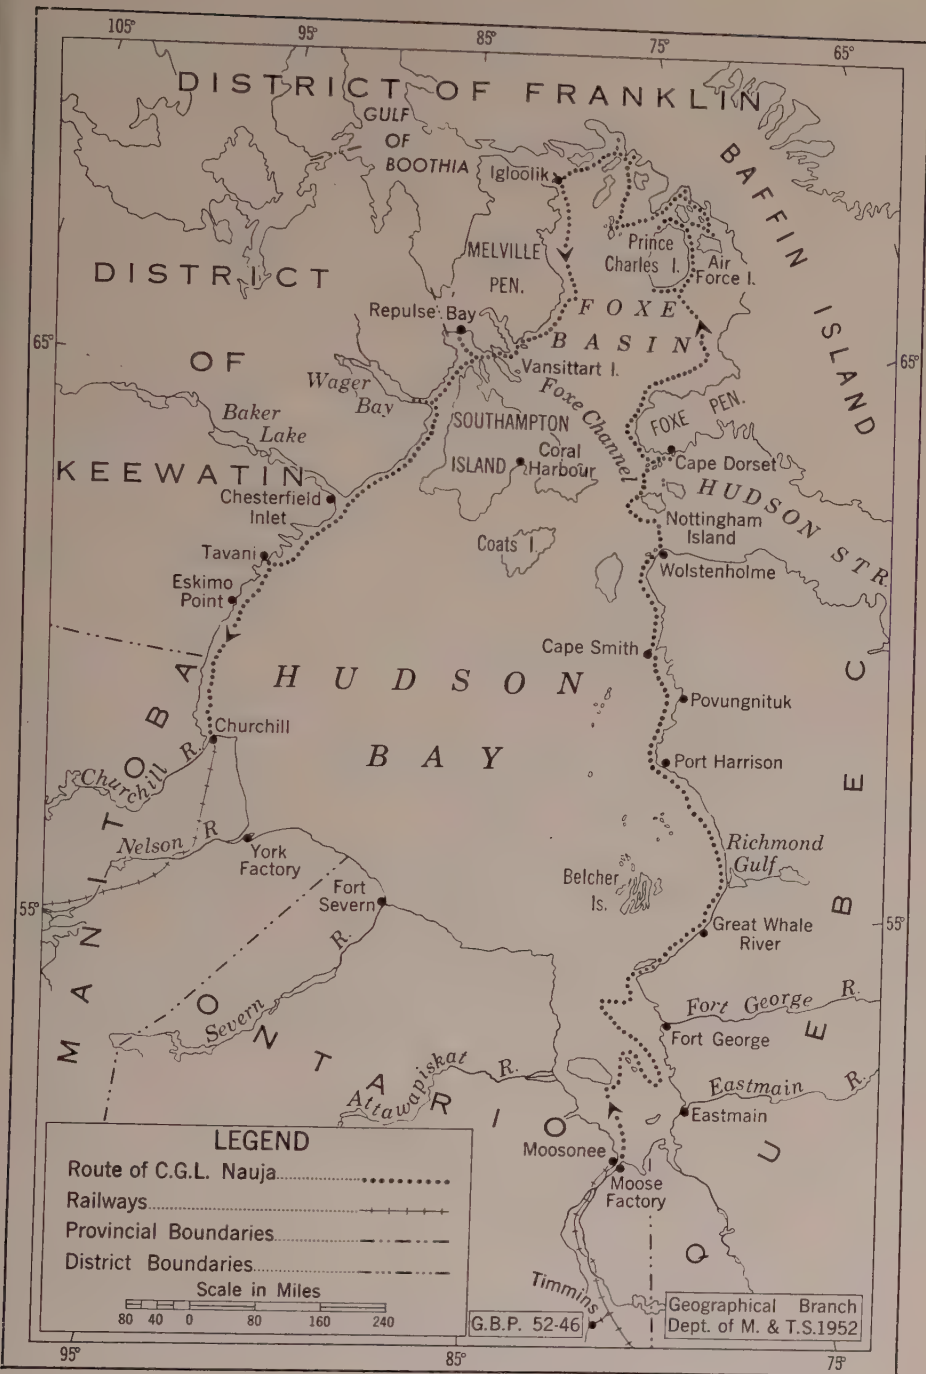 105°
95°
85°
75°
65°
DISTRICT OF FRANKLIN
GULF
OF
BOOTHIA
Igloolik
BAFFIN ISLAND
MELVILLE
PEN.
Prince
Charles I.
Air
Force I.
DISTRICT
OF
KEEWATIN
Repulse Bay
FOXE
BASIN
65°
65°
Vansittart I.
Wager
Bay
Foxe Channel
Baker
Lake
SOUTHAMPTON
ISLAND
Coral
Harbour
FOXE PEN.
Cape Dorset
HUDSON STR.
Chesterfield
Inlet
Nottingham
Island
Coats I.
Tavani
Wolstenholme
Eskimo
Point
Cape Smith
HUDSON
BAY
Povungnituk
Churchill
Port Harrison
Churchill R.
MANITOBA
Nelson R
York
Factory
Richmond
Gulf
Fort
Severn
Belcher
Is.
55°
55°
Great Whale
River
Severn R.
ONTARIO
Fort George R.
Fort George
QUEBEC
Attawapiskat R.
Eastmain R.
Eastmain
Moosonee
Moose
Factory
Timmins
LEGEND
Route of C.G.L. Nauja
Railways
Provincial Boundaries
District Boundaries
Scale in Miles
80 40 0 80 160 240
G.B.P. 52-46
Geographical Branch
Dept. of M. & T.S. 1952
95°
85°
75°